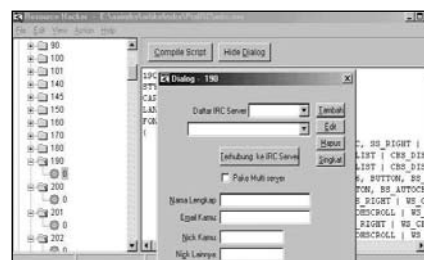 Resource Hacker -
File Edit View Action Help
Compile Script
Hide Dialog
90
100
101
140
145
150
160
170
180
190
0
200
0
201
0
202
Dialog - 190
Daftar IRC Server
Tambah
Edit
Hapus
Singkat
Terhubung ke IRC Server
Pake Multi server
Nama Lengkap
Email Kamu
Nick Kamu
Nick Lainnya
C, SS_RIGHT |
LIST | CBS_DIS
LIST | CBS_DIS
S, BUTTON, BS_
TON, BS_AUTOCH
S_RIGHT | WS_C
OHSCROLL | WS_
_RIGHT | WS_CH
OHSCROLL | WS_